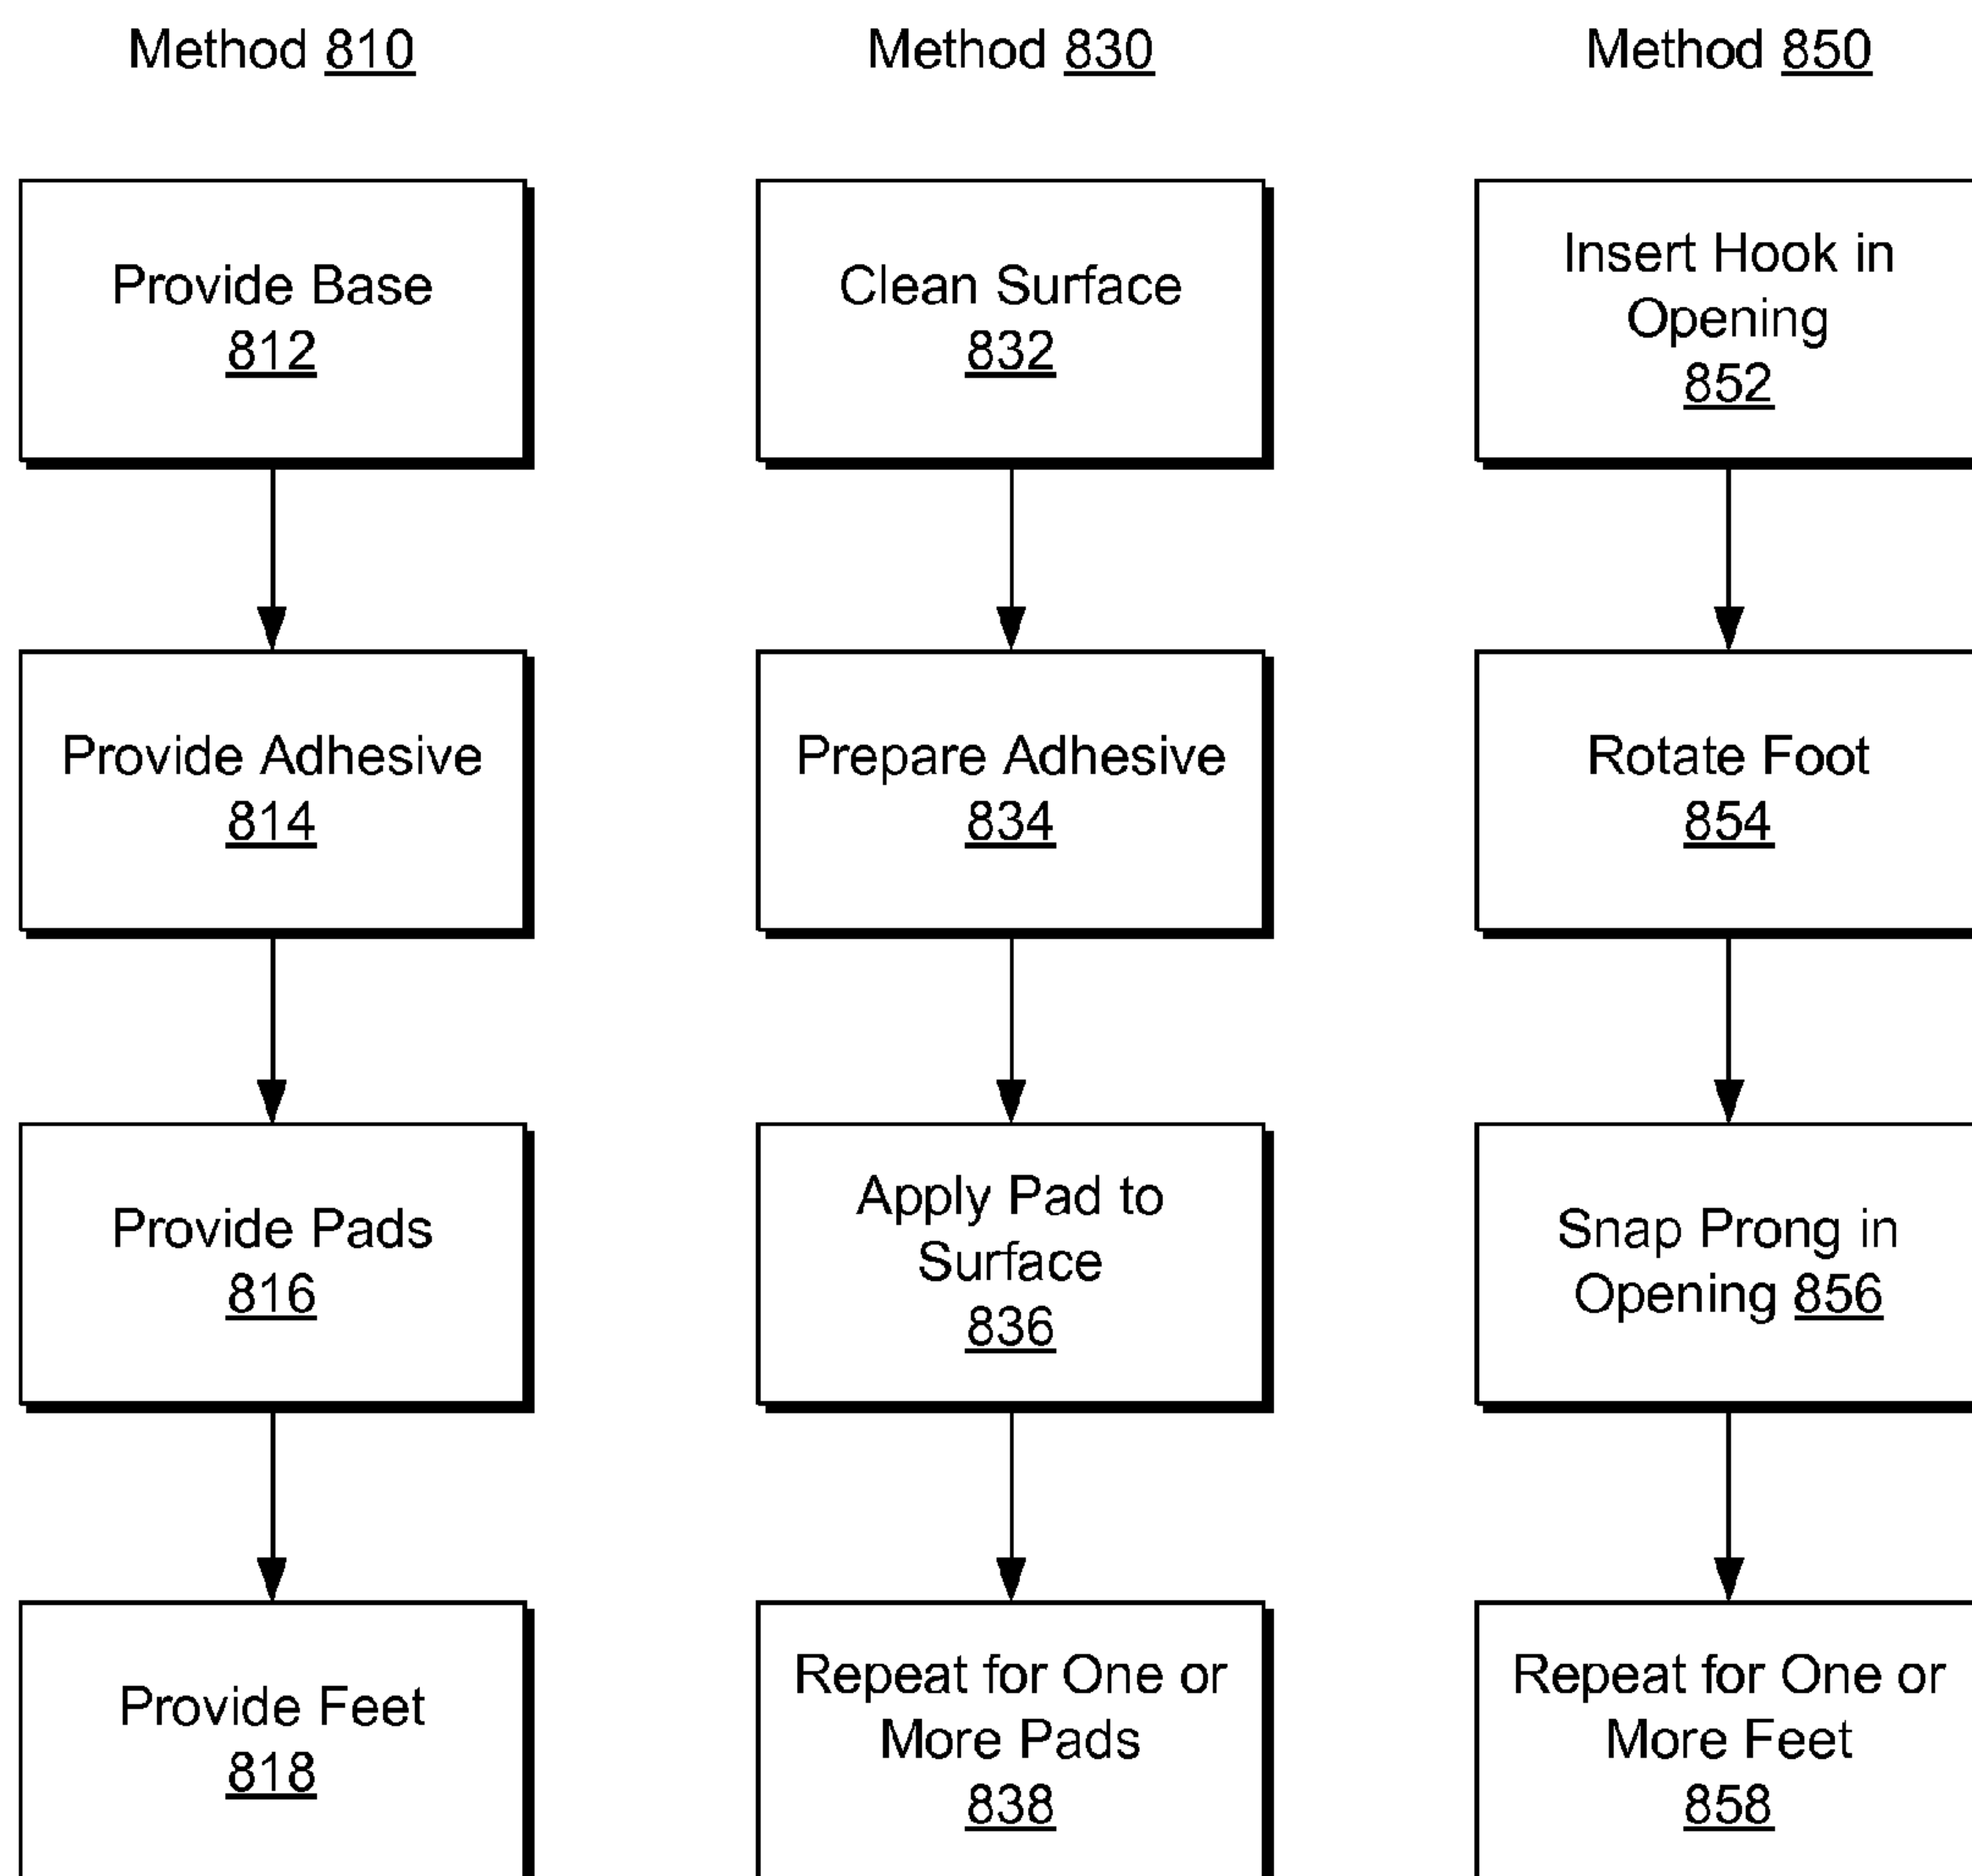 Method 810
Provide Base
812
Provide Adhesive
814
Provide Pads
816
Provide Feet
818
Method 830
Clean Surface
832
Prepare Adhesive
834
Apply Pad to
Surface
836
Repeat for One or
More Pads
838
Method 850
Insert Hook in
Opening
852
Rotate Foot
854
Snap Prong in
Opening 856
Repeat for One or
More Feet
858